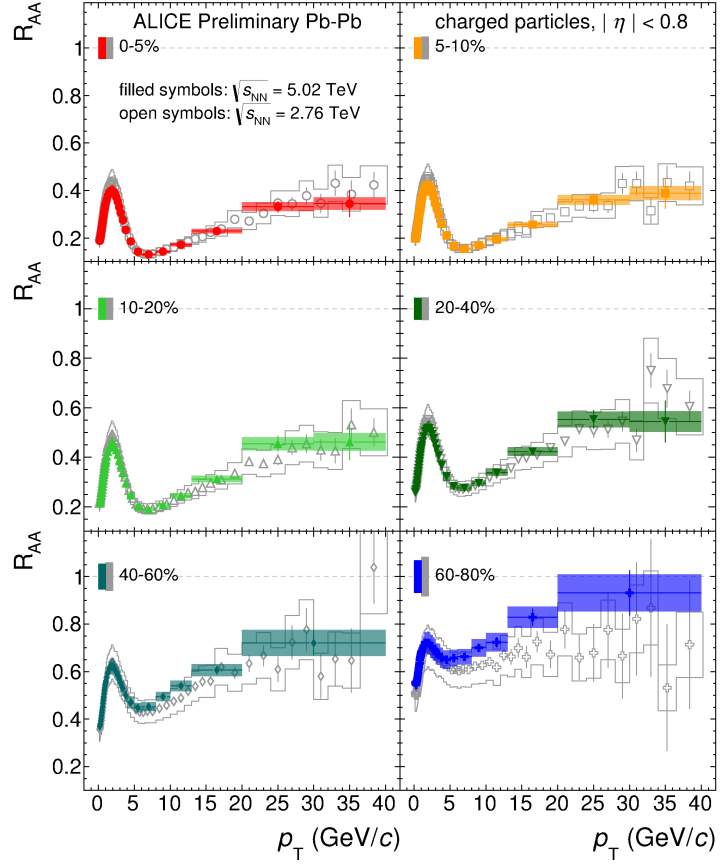 R_AA
ALICE Preliminary Pb-Pb
charged particles, | η | < 0.8
1
0-5%
5-10%
filled symbols: √s_NN = 5.02 TeV
open symbols: √s_NN = 2.76 TeV
0.8
0.6
0.4
0.2
R_AA
1
10-20%
20-40%
0.8
0.6
0.4
0.2
R_AA
1
40-60%
60-80%
0.8
0.6
0.4
0.2
0 5 10 15 20 25 30 35 40
0 5 10 15 20 25 30 35 40
p_T (GeV/c)
p_T (GeV/c)